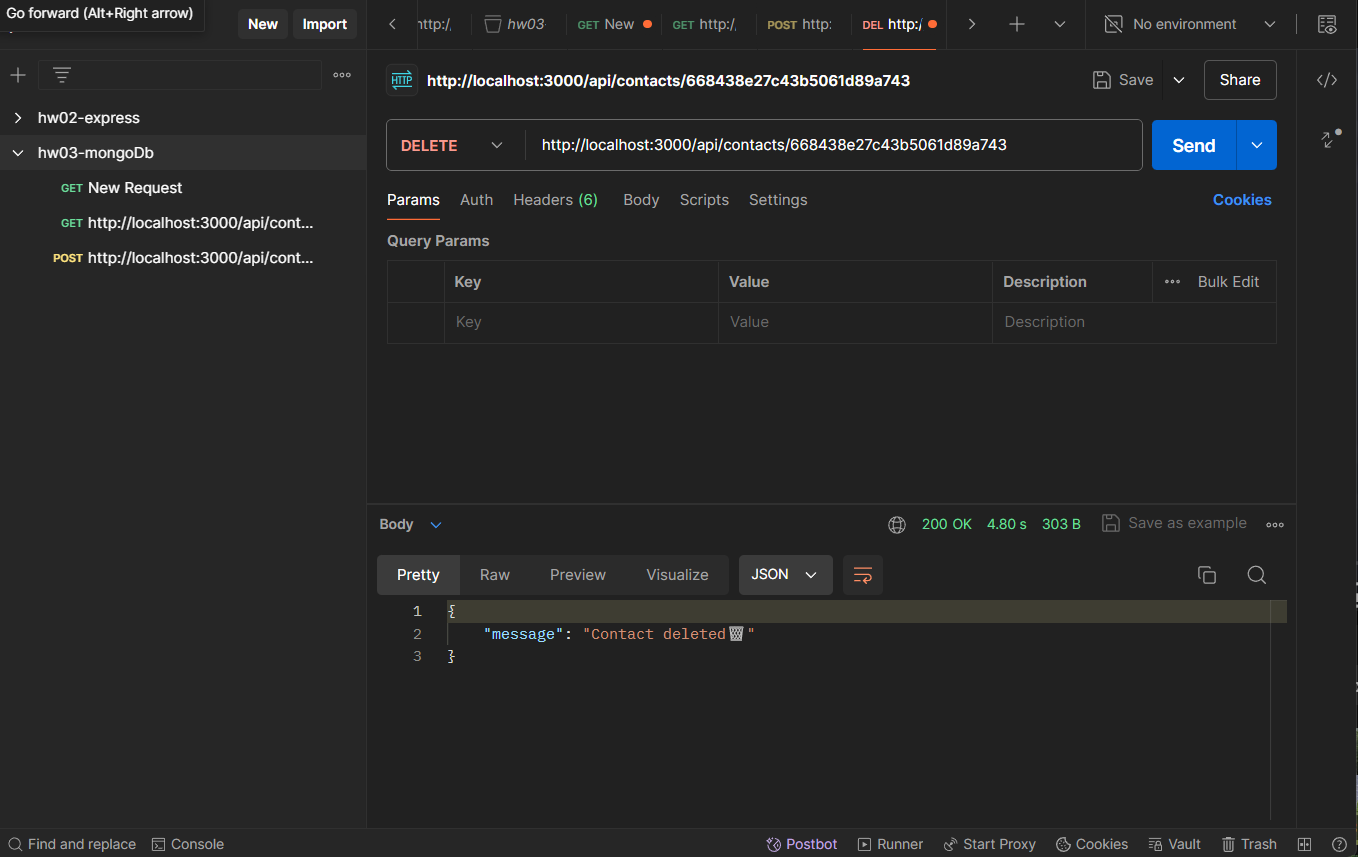 Go forward (Alt+Right arrow)
New
Import
http:/,
hw03-
GET New
GET http:/,
POST http:
DEL http:/
No environment
HTTP
http://localhost:3000/api/contacts/668438e27c43b5061d89a743
Save
Share
hw02-express
hw03-mongoDb
GET New Request
GET http://localhost:3000/api/cont...
POST http://localhost:3000/api/cont...
DELETE
http://localhost:3000/api/contacts/668438e27c43b5061d89a743
Send
Params
Auth
Headers (6)
Body
Scripts
Settings
Cookies
Query Params
Key
Value
Description
Bulk Edit
Key
Value
Description
Body
200 OK
4.80 s
303 B
Save as example
Pretty
Raw
Preview
Visualize
JSON
1 {
2 "message": "Contact deleted🗑"
3 }
Find and replace
Console
Postbot
Runner
Start Proxy
Cookies
Vault
Trash